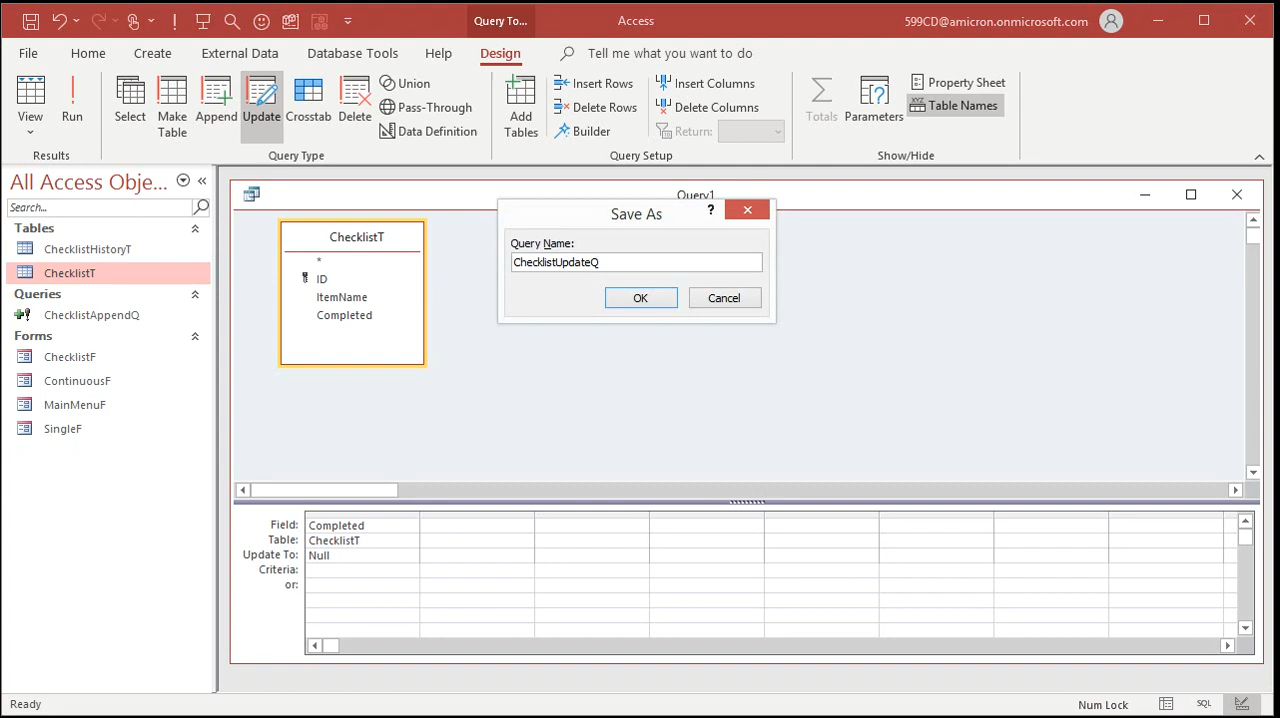 Query To...
Access
599CD@amicron.onmicrosoft.com
File
Home
Create
External Data
Database Tools
Help
Design
Tell me what you want to do
View
Run
Select
Make
Table
Append
Update
Crosstab
Delete
Union
Pass-Through
Data Definition
Add
Tables
Insert Rows
Delete Rows
Builder
Insert Columns
Delete Columns
Return:
Totals
Parameters
Property Sheet
XYZ
Table Names
Results
Query Type
Query Setup
Show/Hide
All Access Obje...
Search...
Tables
ChecklistHistoryT
ChecklistT
Queries
ChecklistAppendQ
Forms
ChecklistF
ContinuousF
MainMenuF
SingleF
Query1
ChecklistT
*
ID
ItemName
Completed
Save As
?
Query Name:
ChecklistUpdateQ
OK
Cancel
Field: Completed
Table: ChecklistT
Update To: Null
Criteria:
or:
Ready
Num Lock
SQL